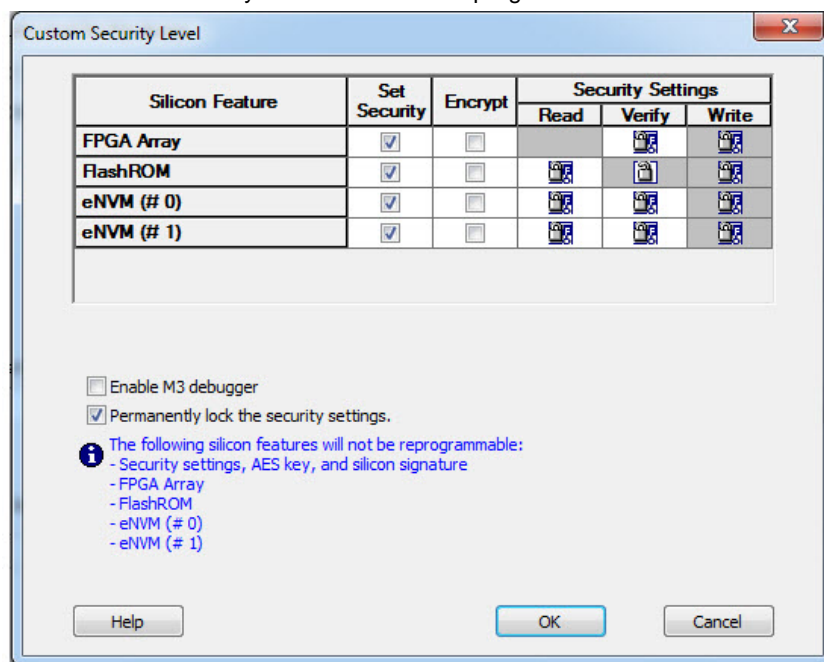 Custom Security Level
Silicon Feature Set Security Encrypt Security Settings
Read Verify Write
FPGA Array
FlashROM
eNVM (# 0)
eNVM (# 1)
Enable M3 debugger
Permanently lock the security settings.
The following silicon features will not be reprogrammable:
- Security settings, AES key, and silicon signature
- FPGA Array
- FlashROM
- eNVM (# 0)
- eNVM (# 1)
Help OK Cancel